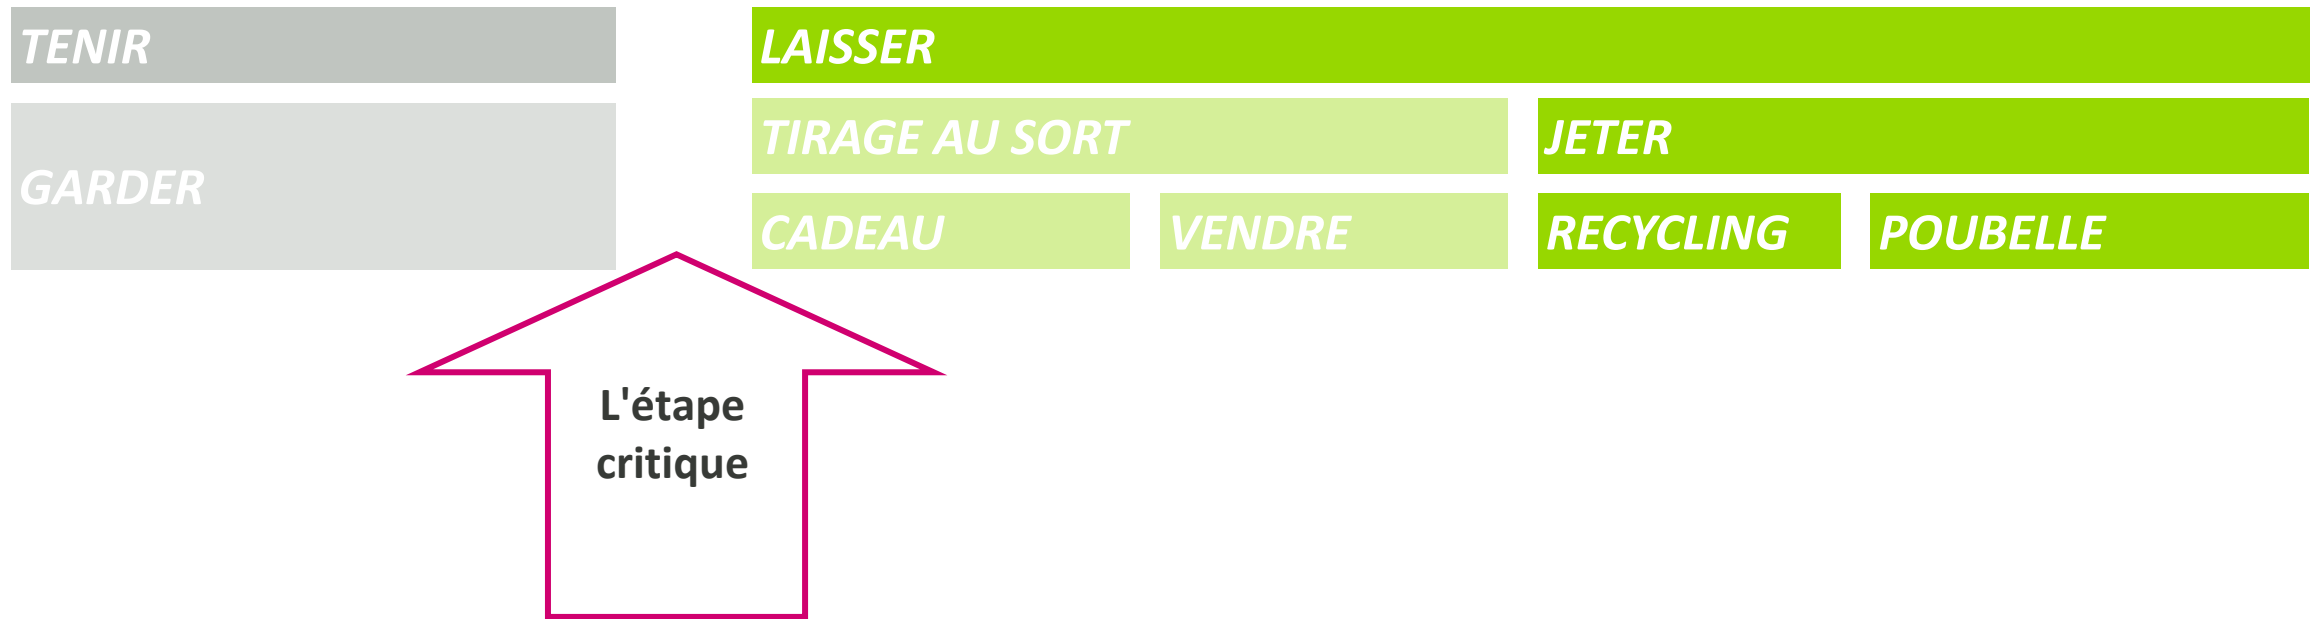 TENIR
LAISSER
GARDER
TIRAGE AU SORT
JETER
CADEAU
VENDRE
RECYCLING
POUBELLE
L'étape
critique